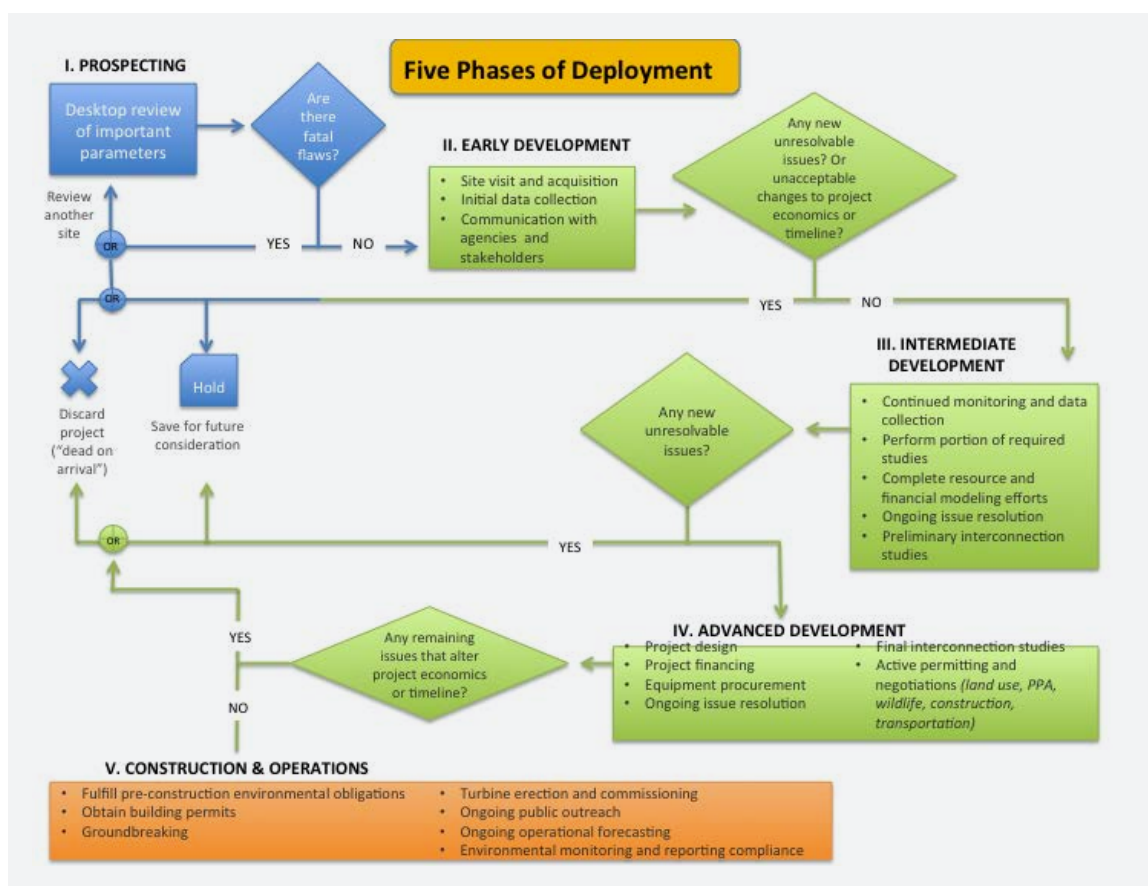 Five Phases of Deployment
I. PROSPECTING
Desktop review
of important
parameters
Are
there
fatal
flaws?
Review
another
site
OR
YES
NO
II. EARLY DEVELOPMENT
• Site visit and acquisition
• Initial data collection
• Communication with
agencies and
stakeholders
Any new
unresolvable
issues? Or
unacceptable
changes to project
economics or
timeline?
OR
YES
NO
Discard
project
("dead on
arrival")
Hold
Save for future
consideration
III. INTERMEDIATE
DEVELOPMENT
• Continued monitoring and data
collection
• Perform portion of required
studies
• Complete resource and
financial modeling efforts
• Ongoing issue resolution
• Preliminary interconnection
studies
Any new
unresolvable
issues?
OR
YES
IV. ADVANCED DEVELOPMENT
• Project design
• Project financing
• Equipment procurement
• Ongoing issue resolution
• Final interconnection studies
• Active permitting and
negotiations (land use, PPA,
wildlife, construction,
transportation)
Any remaining
issues that alter
project economics
or timeline?
YES
NO
V. CONSTRUCTION & OPERATIONS
• Fulfill pre-construction environmental obligations
• Obtain building permits
• Groundbreaking
• Turbine erection and commissioning
• Ongoing public outreach
• Ongoing operational forecasting
• Environmental monitoring and reporting compliance